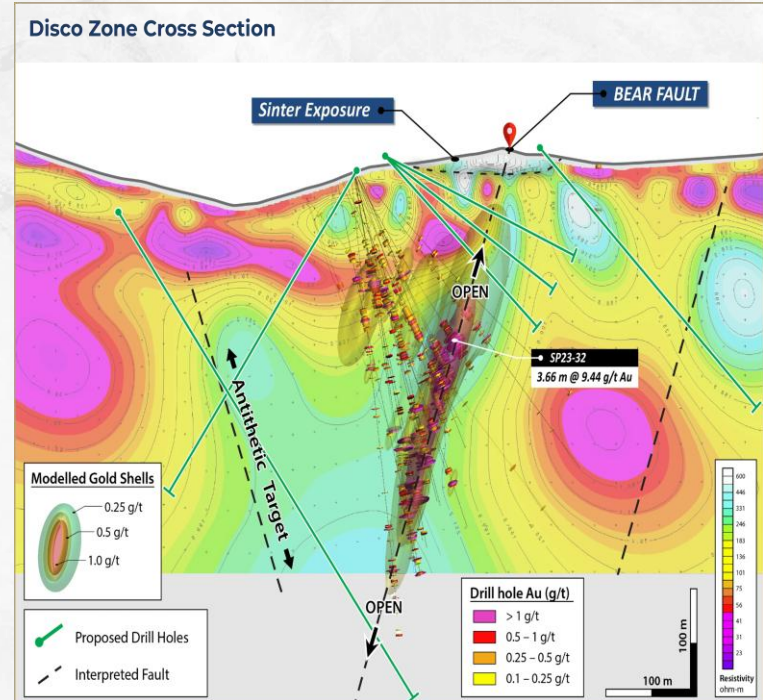 Disco Zone Cross Section
Sinter Exposure
BEAR FAULT
OPEN
SP23-32
3.66 m @ 9.44 g/t Au
Antithetic Target
Modelled Gold Shells
0.25 g/t
0.5 g/t
1.0 g/t
OPEN
Proposed Drill Holes
Interpreted Fault
Drill hole Au (g/t)
> 1 g/t
0.5 – 1 g/t
0.25 – 0.5 g/t
0.1 – 0.25 g/t
100 m
100 m
600
446
331
246
183
136
101
75
56
41
31
23
Resistivity
ohm-m